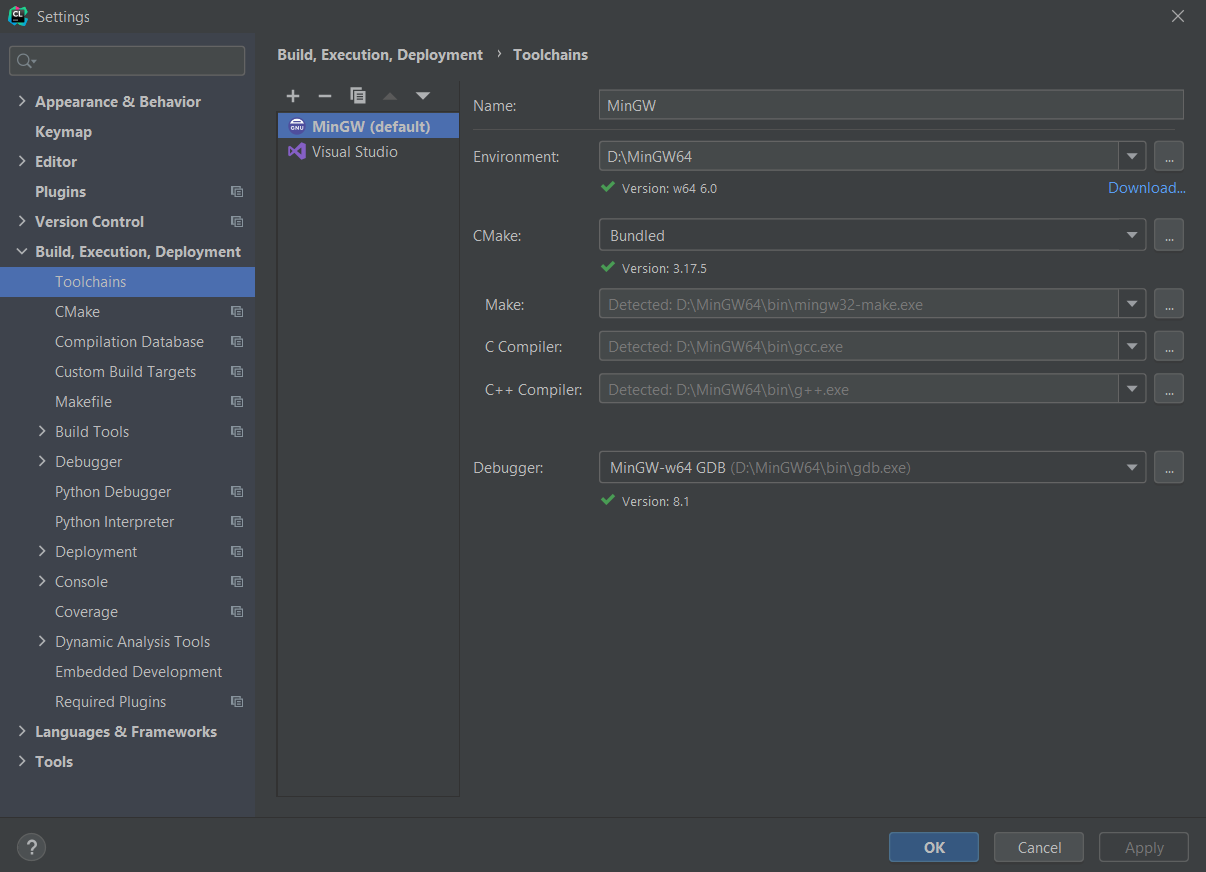 CL
Settings
Appearance & Behavior
Keymap
Editor
Plugins
Version Control
Build, Execution, Deployment
Toolchains
CMake
Compilation Database
Custom Build Targets
Makefile
Build Tools
Debugger
Python Debugger
Python Interpreter
Deployment
Console
Coverage
Dynamic Analysis Tools
Embedded Development
Required Plugins
Languages & Frameworks
Tools
Build, Execution, Deployment › Toolchains
GNU MinGW (default)
Visual Studio
Name: MinGW
Environment: D:\MinGW64 ...
Version: w64 6.0 Download...
CMake: Bundled ...
Version: 3.17.5
Make: Detected: D:\MinGW64\bin\mingw32-make.exe ...
C Compiler: Detected: D:\MinGW64\bin\gcc.exe ...
C++ Compiler: Detected: D:\MinGW64\bin\g++.exe ...
Debugger: MinGW-w64 GDB (D:\MinGW64\bin\gdb.exe) ...
Version: 8.1
? OK Cancel Apply